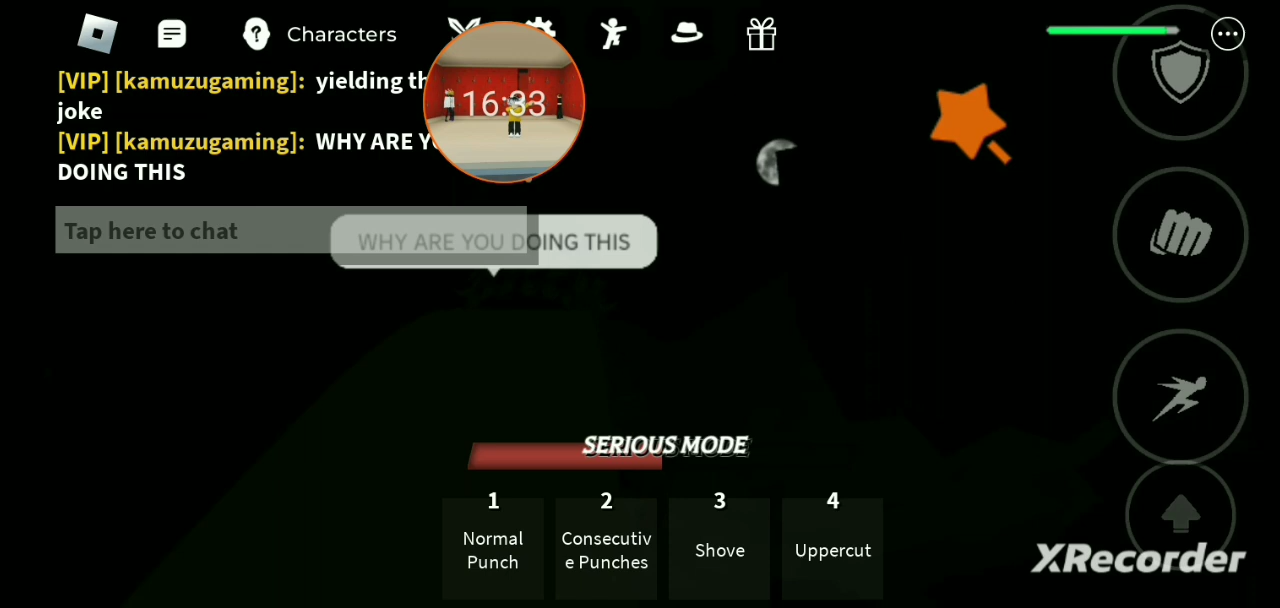 Characters
[VIP] [kamuzugaming]: yielding th
joke
[VIP] [kamuzugaming]: WHY ARE YO
DOING THIS
16:33
Tap here to chat
WHY ARE YOU DOING THIS
SERIOUS MODE
1
2
3
4
Normal
Punch
Consecutiv
e Punches
Shove
Uppercut
XRecorder